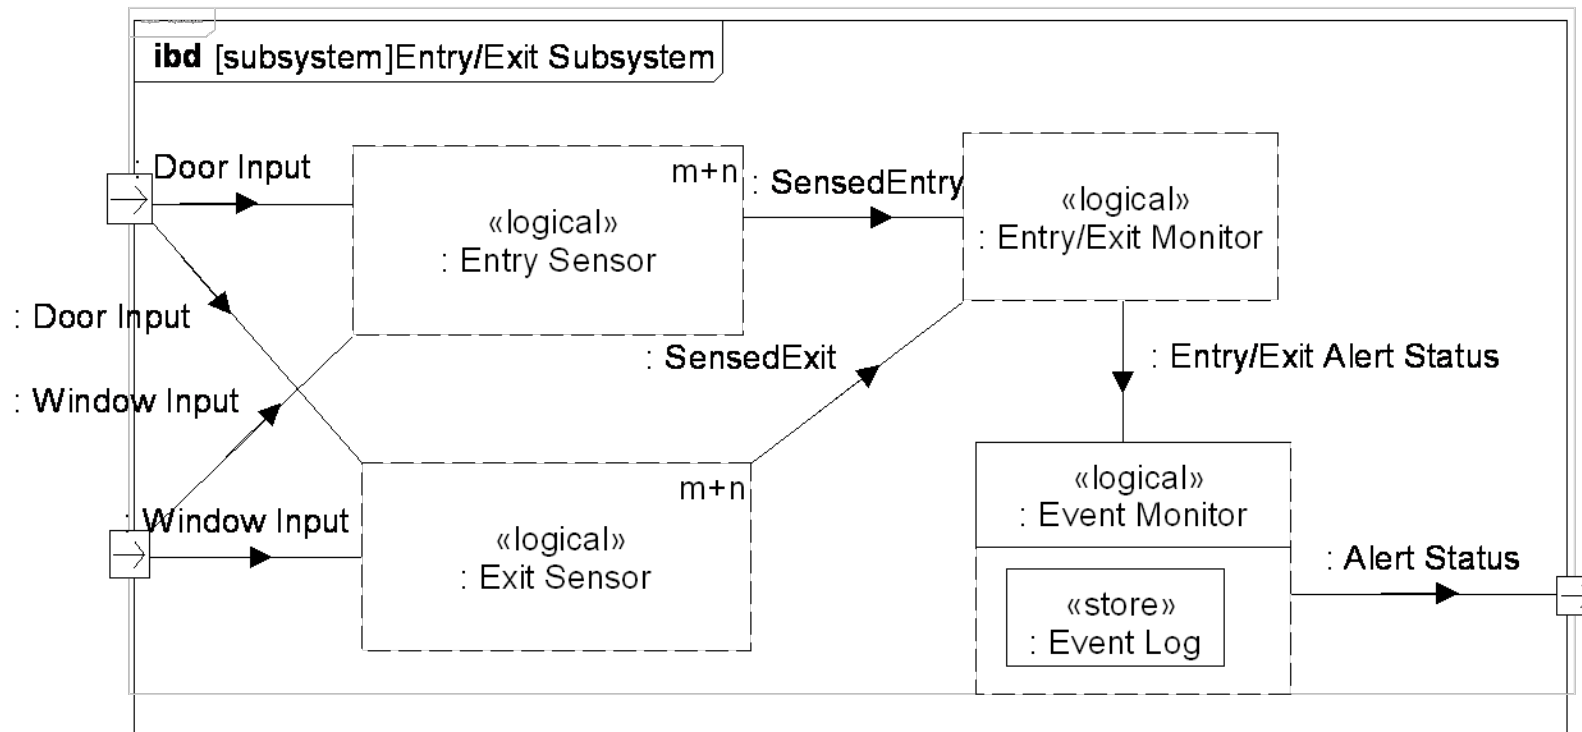 ibd [subsystem]Entry/Exit Subsystem
: Door Input
m+n
: SensedEntry
«logical»
: Entry Sensor
«logical»
: Entry/Exit Monitor
: Door Input
: SensedExit
: Entry/Exit Alert Status
: Window Input
: Window Input
m+n
«logical»
: Exit Sensor
«logical»
: Event Monitor
: Alert Status
«store»
: Event Log